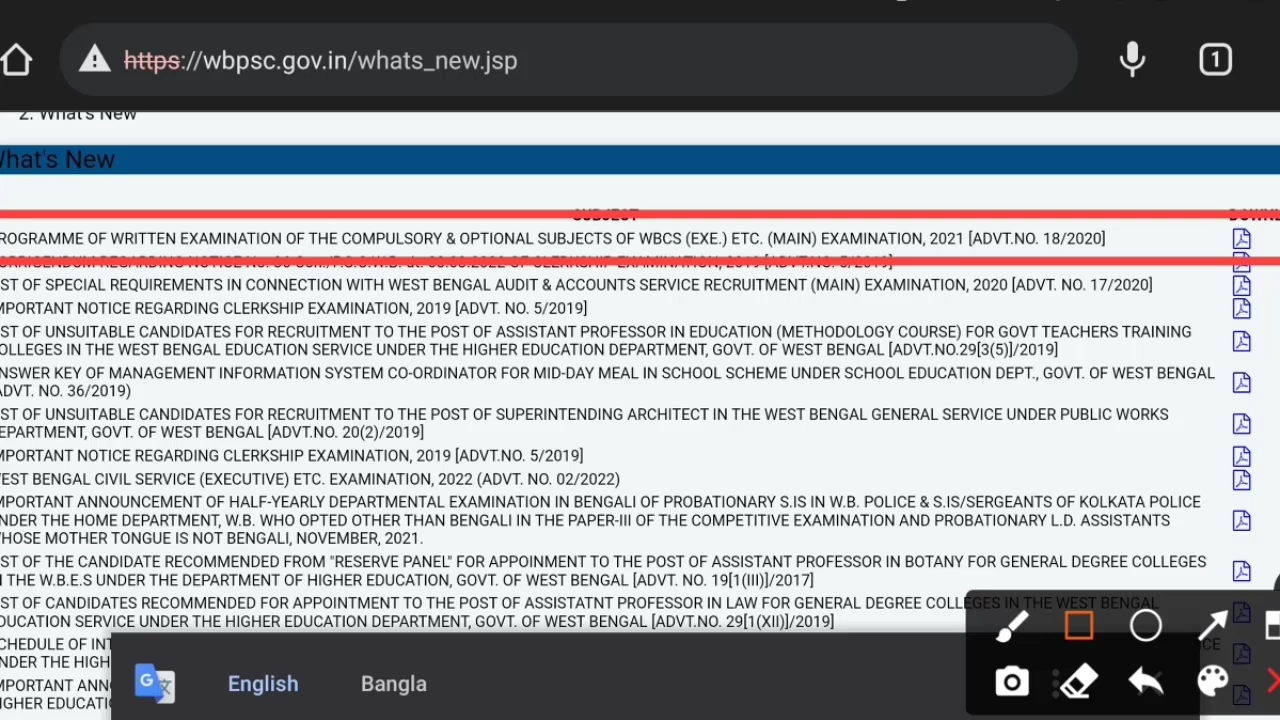 https://wbpsc.gov.in/whats_new.jsp
1
2. What's New
What's New
SUBJECT
ROGRAMME OF WRITTEN EXAMINATION OF THE COMPULSORY & OPTIONAL SUBJECTS OF WBCS (EXE.) ETC. (MAIN) EXAMINATION, 2021 [ADVT.NO. 18/2020]
ST OF SPECIAL REQUIREMENTS IN CONNECTION WITH WEST BENGAL AUDIT & ACCOUNTS SERVICE RECRUITMENT (MAIN) EXAMINATION, 2020 [ADVT. NO. 17/2020]
MPORTANT NOTICE REGARDING CLERKSHIP EXAMINATION, 2019 [ADVT. NO. 5/2019]
ST OF UNSUITABLE CANDIDATES FOR RECRUITMENT TO THE POST OF ASSISTANT PROFESSOR IN EDUCATION (METHODOLOGY COURSE) FOR GOVT TEACHERS TRAINING
OLLEGES IN THE WEST BENGAL EDUCATION SERVICE UNDER THE HIGHER EDUCATION DEPARTMENT, GOVT. OF WEST BENGAL [ADVT.NO.29[3(5)]/2019]
NSWER KEY OF MANAGEMENT INFORMATION SYSTEM CO-ORDINATOR FOR MID-DAY MEAL IN SCHOOL SCHEME UNDER SCHOOL EDUCATION DEPT., GOVT. OF WEST BENGAL
ADVT. NO. 36/2019)
ST OF UNSUITABLE CANDIDATES FOR RECRUITMENT TO THE POST OF SUPERINTENDING ARCHITECT IN THE WEST BENGAL GENERAL SERVICE UNDER PUBLIC WORKS
EPARTMENT, GOVT. OF WEST BENGAL [ADVT.NO. 20(2)/2019]
MPORTANT NOTICE REGARDING CLERKSHIP EXAMINATION, 2019 [ADVT. NO. 5/2019]
EST BENGAL CIVIL SERVICE (EXECUTIVE) ETC. EXAMINATION, 2022 (ADVT. NO. 02/2022)
MPORTANT ANNOUNCEMENT OF HALF-YEARLY DEPARTMENTAL EXAMINATION IN BENGALI OF PROBATIONARY S.IS IN W.B. POLICE & S.IS/SERGEANTS OF KOLKATA POLICE
NDER THE HOME DEPARTMENT, W.B. WHO OPTED OTHER THAN BENGALI IN THE PAPER-III OF THE COMPETITIVE EXAMINATION AND PROBATIONARY L.D. ASSISTANTS
HOSE MOTHER TONGUE IS NOT BENGALI, NOVEMBER, 2021.
ST OF THE CANDIDATE RECOMMENDED FROM "RESERVE PANEL" FOR APPOINMENT TO THE POST OF ASSISTANT PROFESSOR IN BOTANY FOR GENERAL DEGREE COLLEGES
THE W.B.E.S UNDER THE DEPARTMENT OF HIGHER EDUCATION, GOVT. OF WEST BENGAL [ADVT. NO. 19[1(III)]/2017]
ST OF CANDIDATES RECOMMENDED FOR APPOINTMENT TO THE POST OF ASSISTATNT PROFESSOR IN LAW FOR GENERAL DEGREE COLLEGES IN THE WEST BENGAL
DUCATION SERVICE UNDER THE HIGHER EDUCATION DEPARTMENT, GOVT. OF WEST BENGAL [ADVT.NO. 29[1(XII)]/2019]
CHEDULE OF INT
NDER THE HIGH
MPORTANT ANN
IGHER EDUCATI
English Bangla